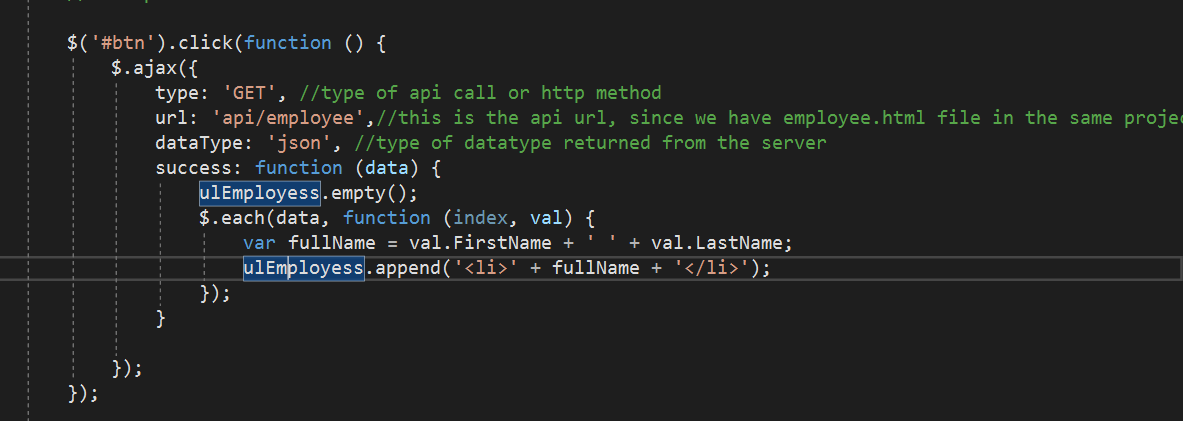 $('#btn').click(function () {
$.ajax({
type: 'GET', //type of api call or http method
url: 'api/employee',//this is the api url, since we have employee.html file in the same projec
dataType: 'json', //type of datatype returned from the server
success: function (data) {
ulEmployess.empty();
$.each(data, function (index, val) {
var fullName = val.FirstName + ' ' + val.LastName;
ulEmployess.append('<li>' + fullName + '</li>');
});
}
});
});